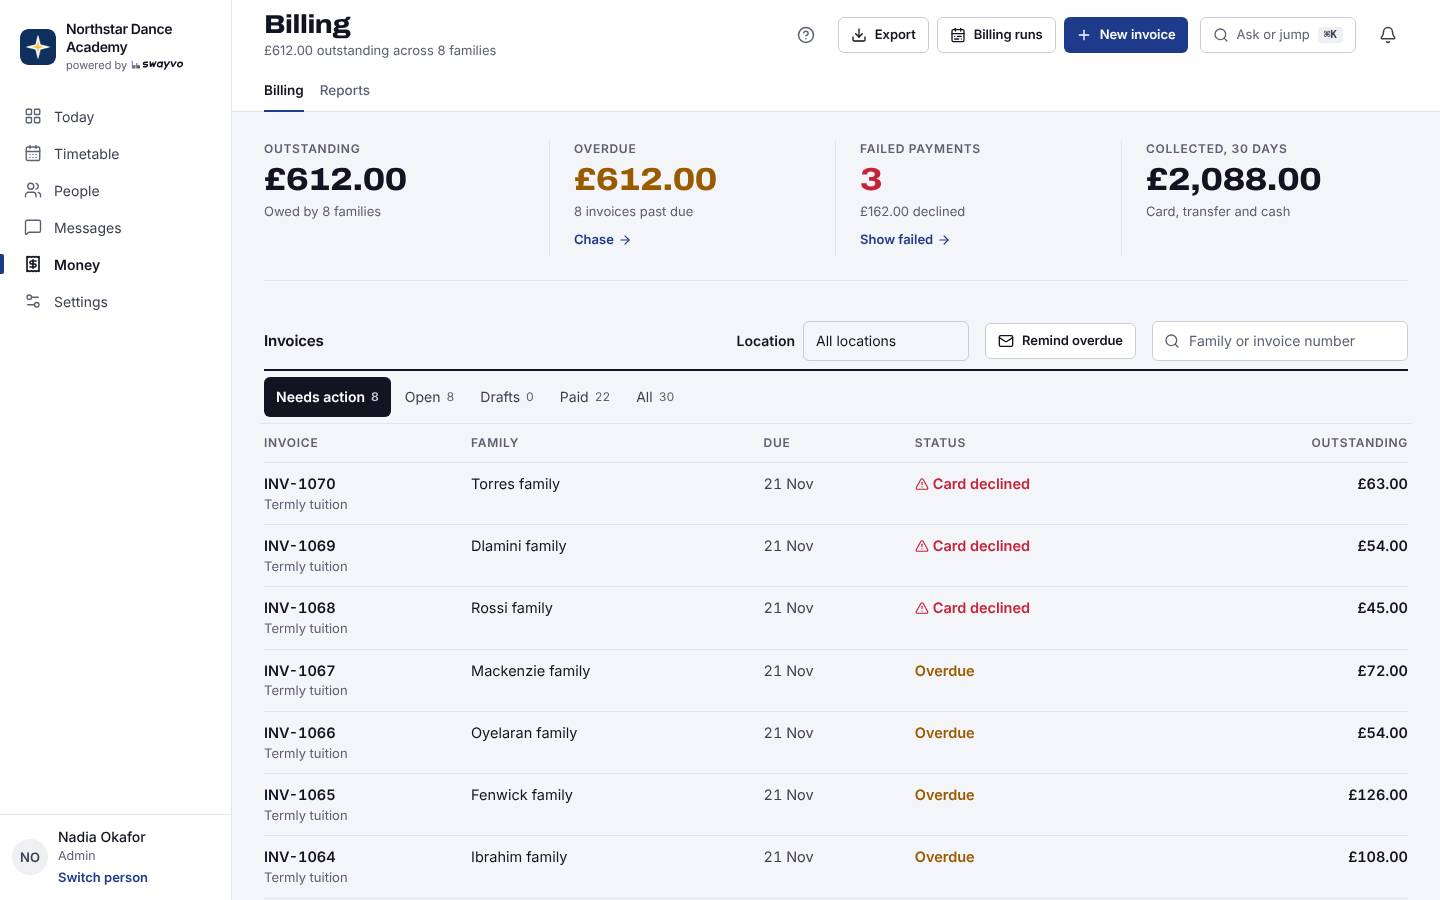 Northstar Dance Academy
powered by swayvo
Today
Timetable
People
Messages
Money
Settings
NO
Nadia Okafor
Admin
Switch person
Billing
£612.00 outstanding across 8 families
Export
Billing runs
New invoice
Ask or jump ⌘K
Billing
Reports
OUTSTANDING
£612.00
Owed by 8 families
OVERDUE
£612.00
8 invoices past due
Chase →
FAILED PAYMENTS
3
£162.00 declined
Show failed →
COLLECTED, 30 DAYS
£2,088.00
Card, transfer and cash
Invoices
Location
All locations
Remind overdue
Family or invoice number
Needs action 8
Open 8
Drafts 0
Paid 22
All 30
INVOICE FAMILY DUE STATUS OUTSTANDING
INV-1070 Torres family 21 Nov Card declined £63.00
Termly tuition
INV-1069 Dlamini family 21 Nov Card declined £54.00
Termly tuition
INV-1068 Rossi family 21 Nov Card declined £45.00
Termly tuition
INV-1067 Mackenzie family 21 Nov Overdue £72.00
Termly tuition
INV-1066 Oyelaran family 21 Nov Overdue £54.00
Termly tuition
INV-1065 Fenwick family 21 Nov Overdue £126.00
Termly tuition
INV-1064 Ibrahim family 21 Nov Overdue £108.00
Termly tuition